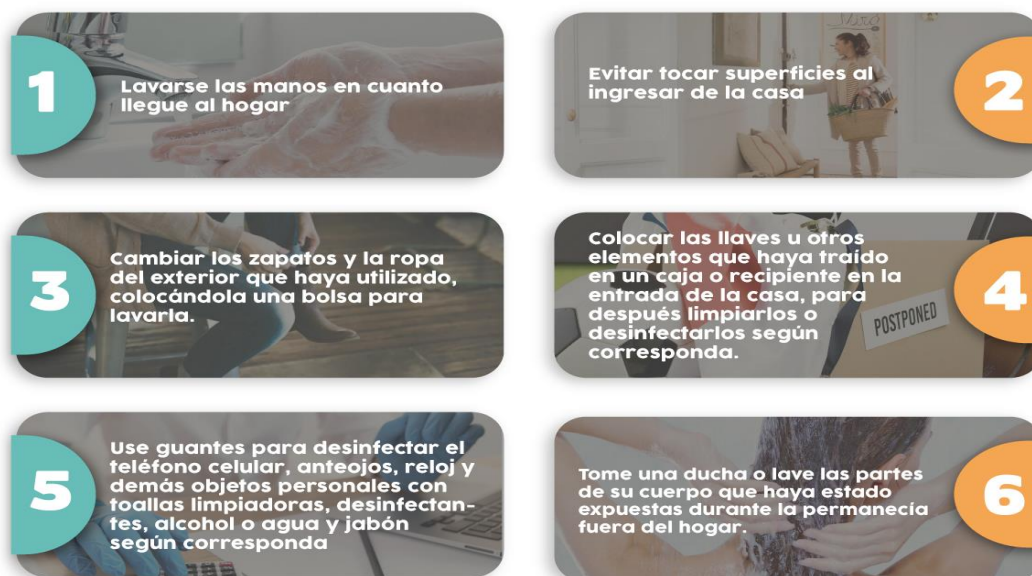 1
Lavarse las manos en cuanto
llegue al hogar
Shira
Evitar tocar superficies al
ingresar de la casa
2
3
Cambiar los zapatos y la ropa
del exterior que haya utilizado,
colocándola una bolsa para
lavarla.
Colocar las llaves u otros
elementos que haya traído
en un caja o recipiente en la
entrada de la casa, para
después limpiarlos o
desinfectarlos según
corresponda.
POSTPONED
4
5
Use guantes para desinfectar el
teléfono celular, anteojos, reloj y
demás objetos personales con
toallas limpiadoras, desinfectan-
tes, alcohol o agua y jabón
según corresponda
Tome una ducha o lave las partes
de su cuerpo que haya estado
expuestas durante la permanecía
fuera del hogar.
6